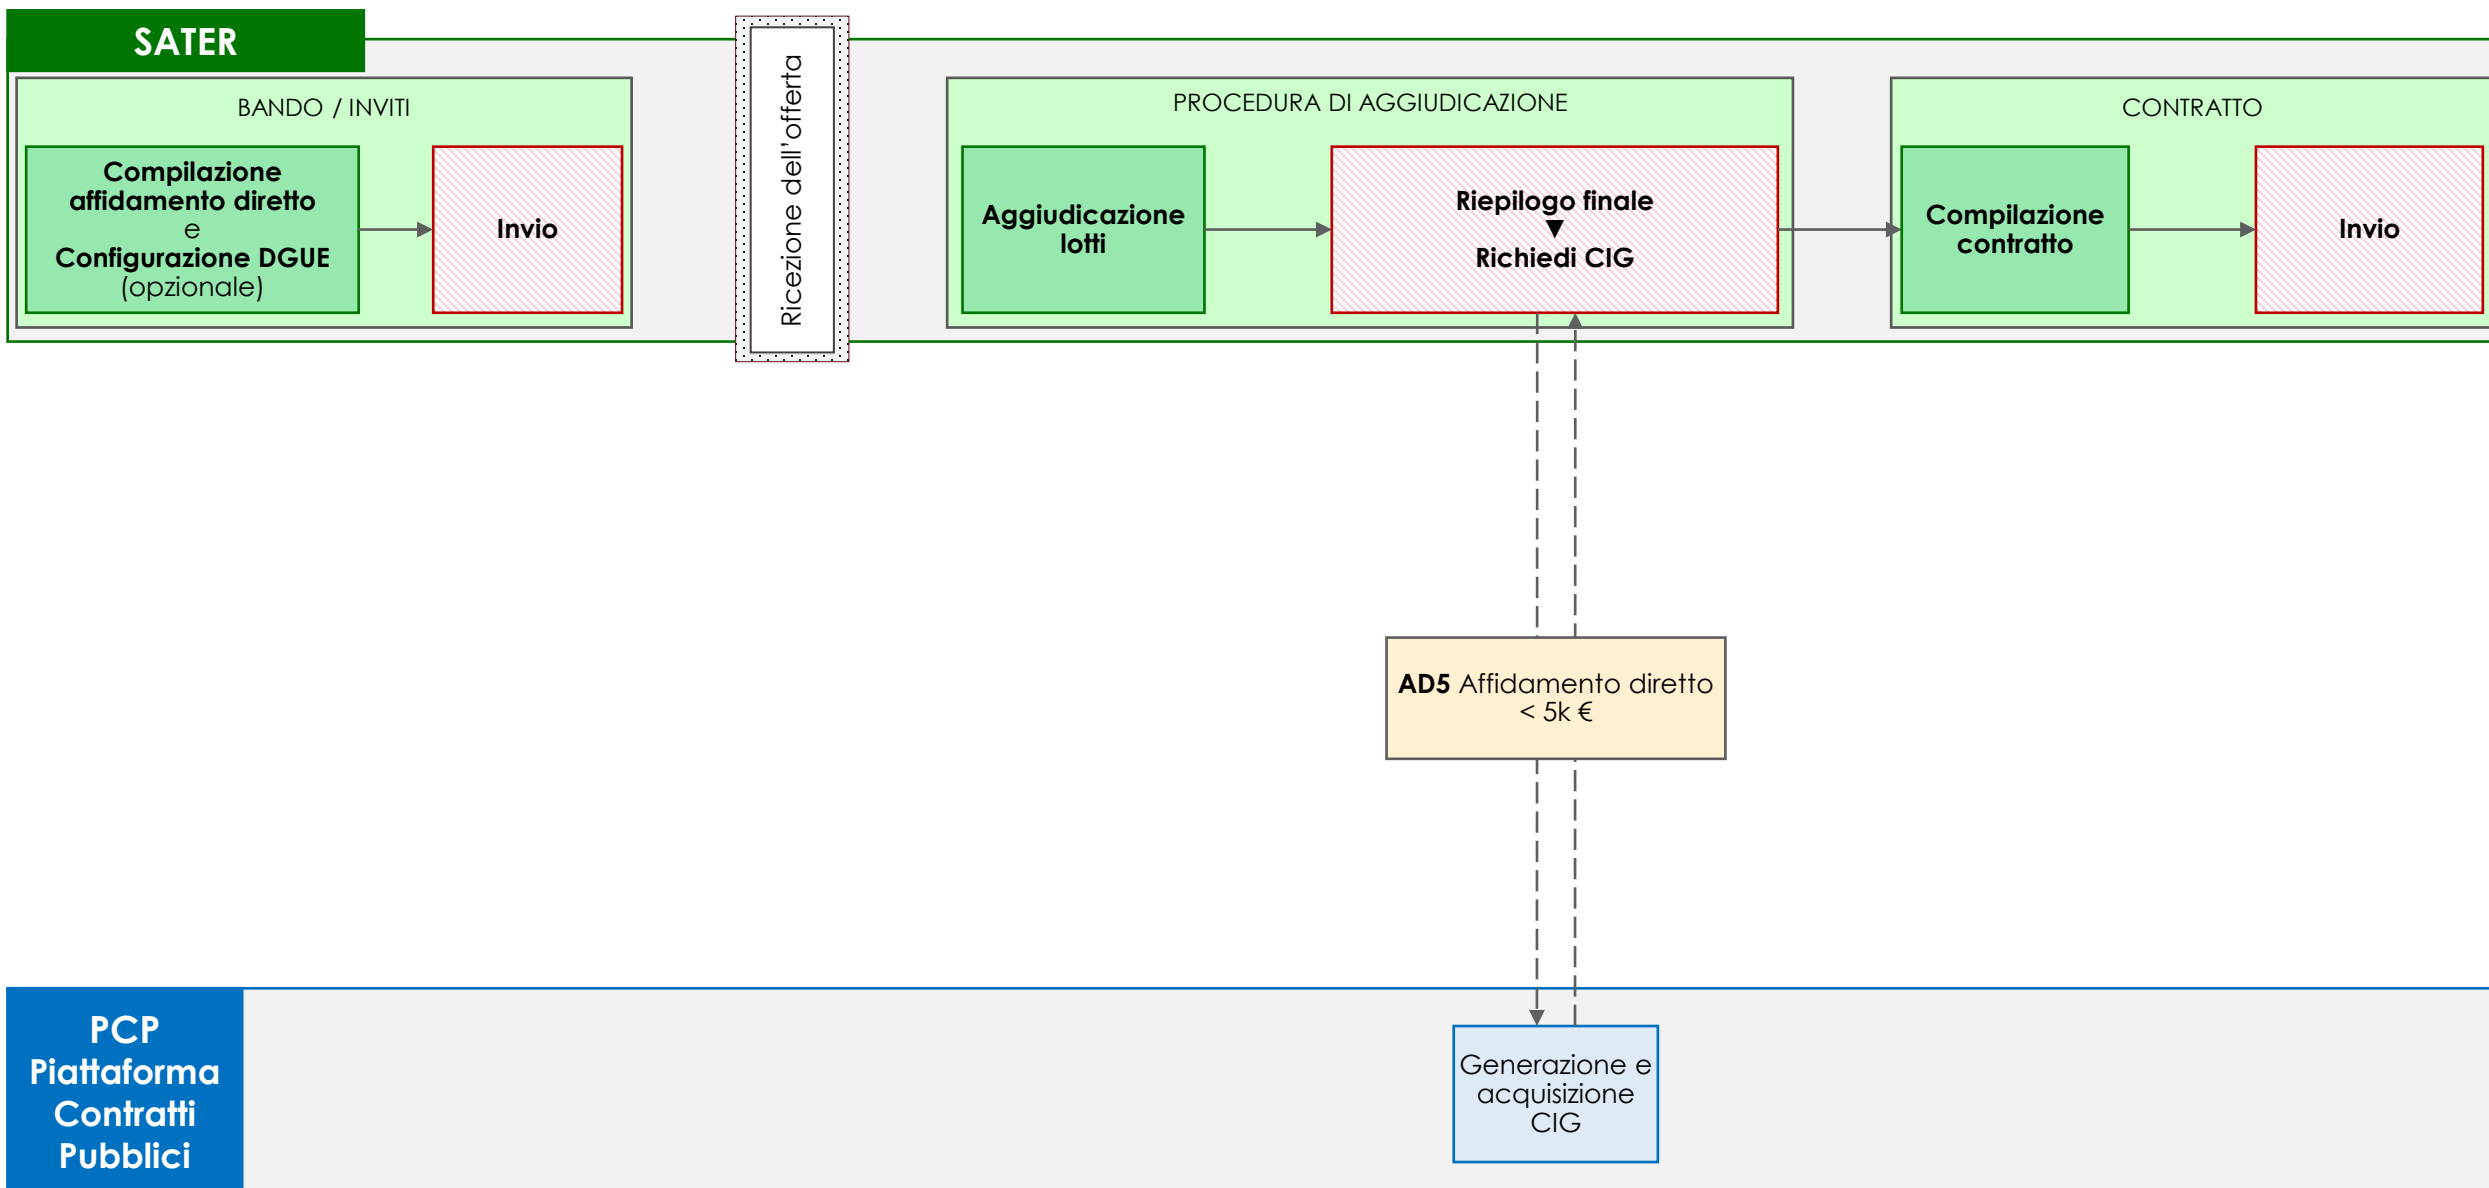 SATER
BANDO / INVITI
Compilazione
affidamento diretto
e
Configurazione DGUE
(opzionale)
Invio
Ricezione dell'offerta
PROCEDURA DI AGGIUDICAZIONE
Aggiudicazione
lotti
Riepilogo finale
▼
Richiedi CIG
CONTRATTO
Compilazione
contratto
Invio
AD5 Affidamento diretto
< 5k €
PCP
Piattaforma
Contratti
Pubblici
Generazione e
acquisizione
CIG